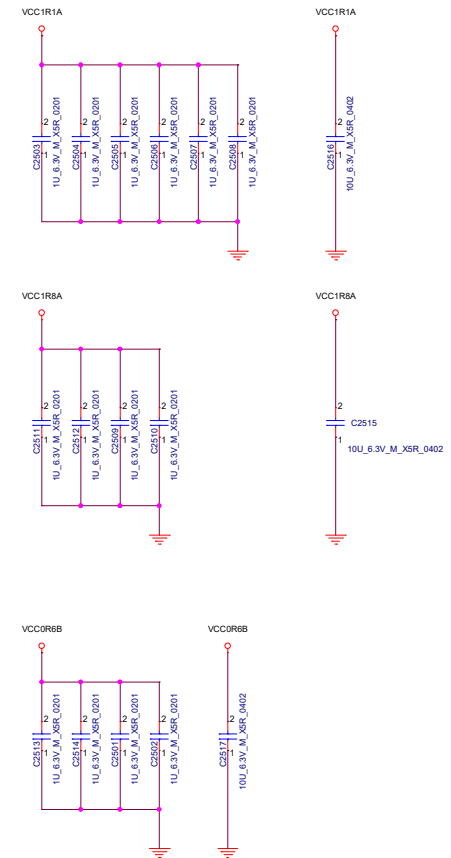 VCC1R1A
VCC1R1A
2
2
2
2
2
2
2
C2503
1U_6.3V_M_X5R_0201
C2504
1U_6.3V_M_X5R_0201
C2505
1U_6.3V_M_X5R_0201
C2506
1U_6.3V_M_X5R_0201
C2507
1U_6.3V_M_X5R_0201
C2508
1U_6.3V_M_X5R_0201
C2516
10U_6.3V_M_X5R_0402
1
1
1
1
1
1
1
VCC1R8A
VCC1R8A
2
2
2
2
2
C2511
1U_6.3V_M_X5R_0201
C2512
1U_6.3V_M_X5R_0201
C2509
1U_6.3V_M_X5R_0201
C2510
1U_6.3V_M_X5R_0201
C2515
1
1
1
1
1
10U_6.3V_M_X5R_0402
VCC0R6B
VCC0R6B
2
2
2
2
2
C2513
1U_6.3V_M_X5R_0201
C2514
1U_6.3V_M_X5R_0201
C2501
1U_6.3V_M_X5R_0201
C2502
1U_6.3V_M_X5R_0201
C2517
10U_6.3V_M_X5R_0402
1
1
1
1
1